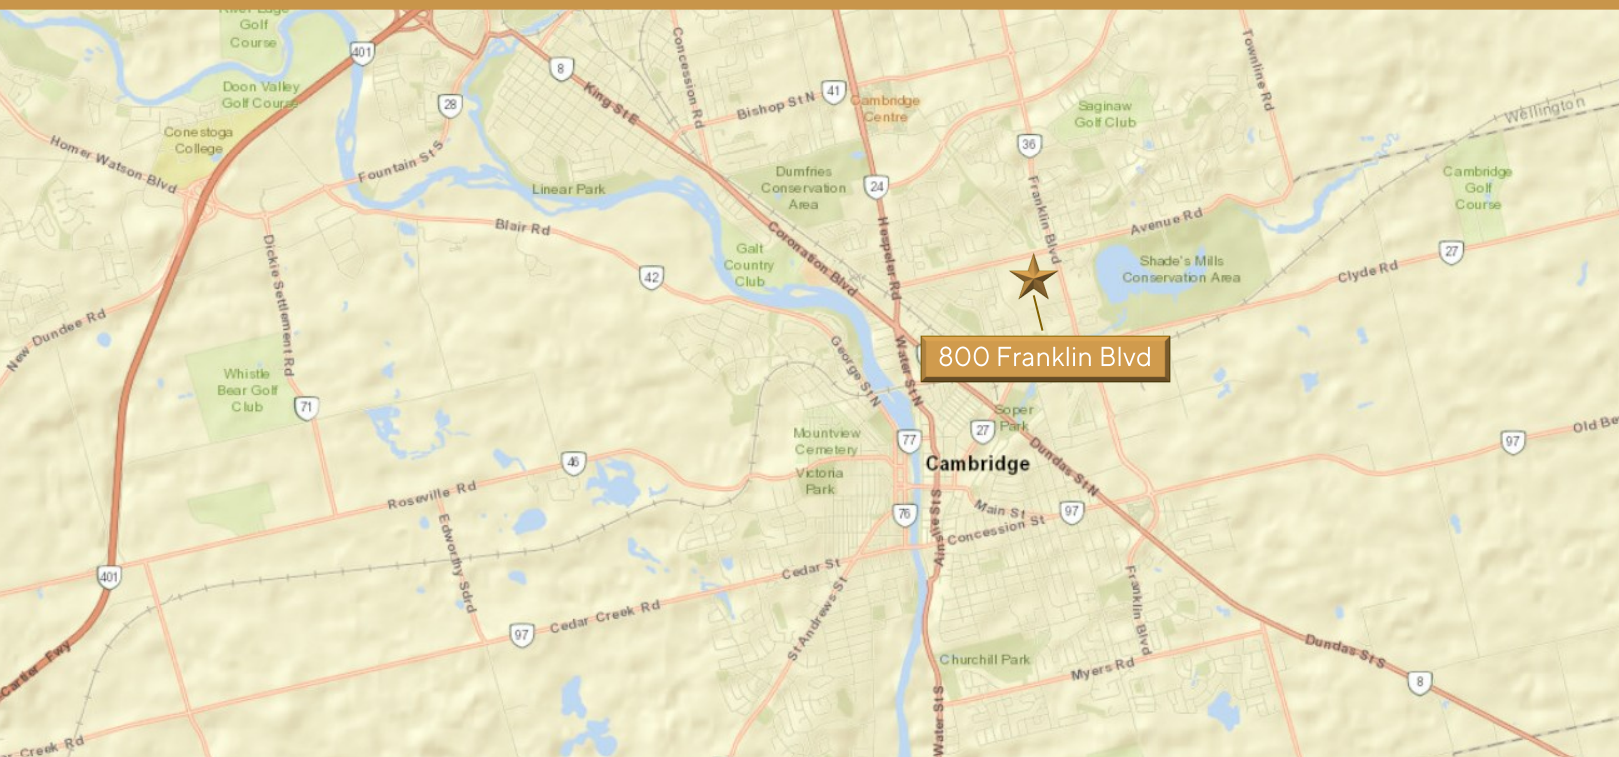 River Edge
Golf
Course
401
Doon Valley
Golf Course
28
8
King St E
Concession Rd
Bishop St N
41
Cambridge
Centre
Saginaw
Golf Club
Townline Rd
Wellington
Conestoga
College
Homer Watson Blvd
Fountain St S
Linear Park
Dumfries
Conservation
Area
24
36
Franklin Blvd
Cambridge
Golf
Course
Avenue Rd
Blair Rd
Dickie Settlement Rd
42
Galt
Country
Club
Coronation Blvd
Hespeler Rd
Shade's Mills
Conservation Area
27
Clyde Rd
New Dundee Rd
George St N
Water St N
800 Franklin Blvd
Whistle
Bear Golf
Club
71
Soper
Park
27
Mountview
Cemetery
77
Cambridge
Dundas St N
97
Old Be
46
Victoria
Park
Roseville Rd
Edworthy Sdrd
76
Ainslie St S
Main St
Concession St
97
401
Cedar St
St Andrews St
Franklin Blvd
97
Cedar Creek Rd
Cartier Fwy
Churchill Park
Myers Rd
Dundas St S
8
Water St S
r Creek Rd